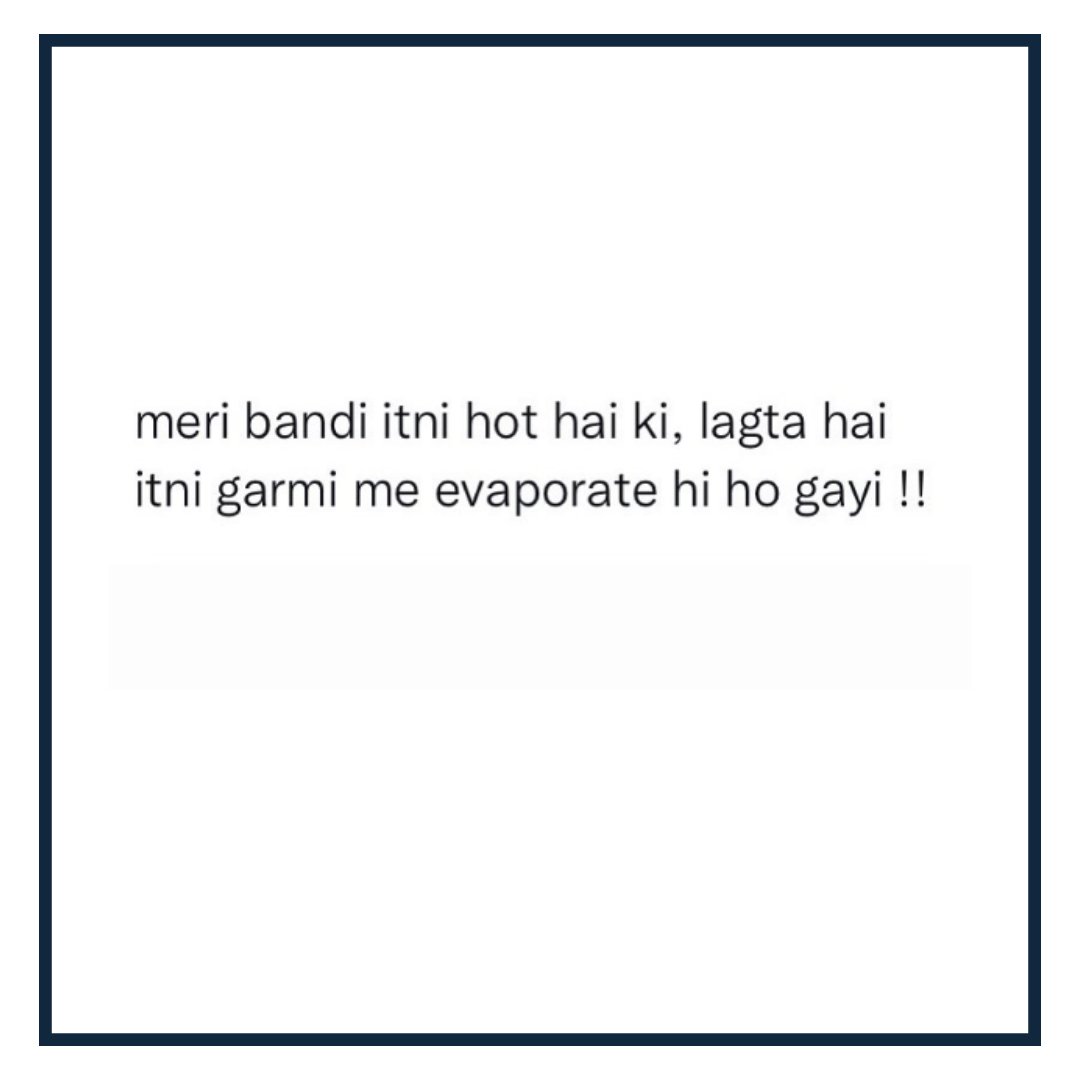 meri bandi itni hot hai ki, lagta hai
itni garmi me evaporate hi ho gayi !!